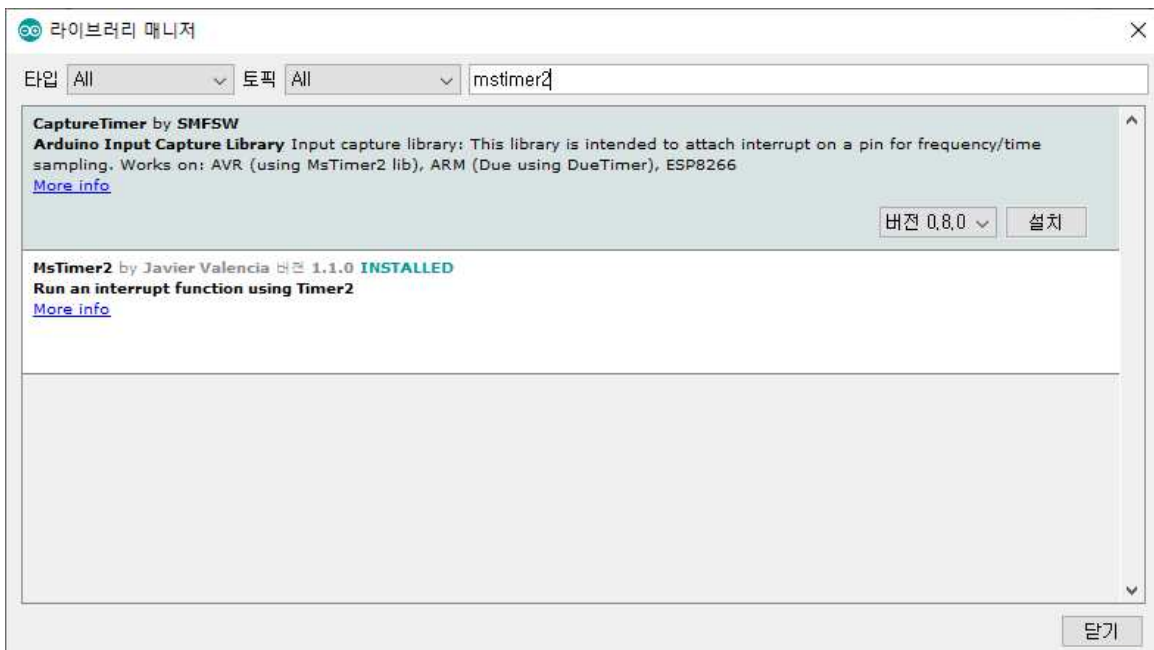 라이브러리 매니저
타입 All 토픽 All mstimer2
CaptureTimer by SMFSW
Arduino Input Capture Library Input capture library: This library is intended to attach interrupt on a pin for frequency/time
sampling. Works on: AVR (using MsTimer2 lib), ARM (Due using DueTimer), ESP8266
More info
버전 0.8.0 설치
MsTimer2 by Javier Valencia 버전 1.1.0 INSTALLED
Run an interrupt function using Timer2
More info
닫기